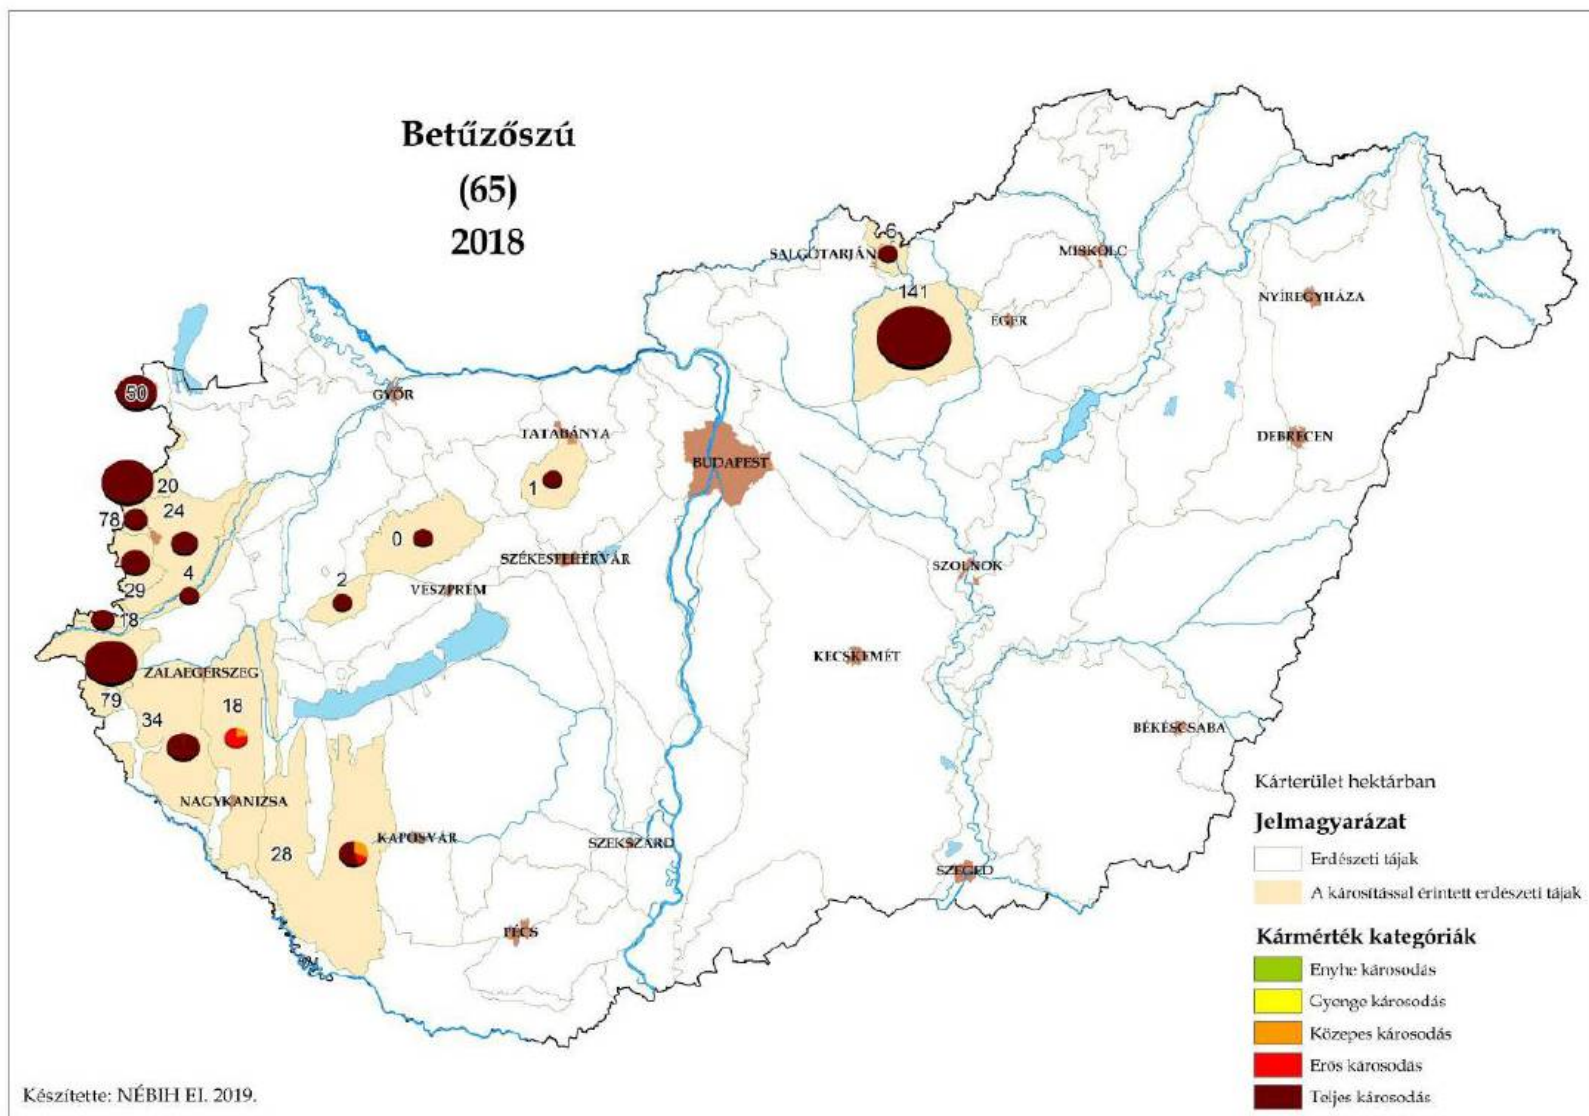 Betűzőszú
(65)
2018
6
SALGÓTARJÁN
MISKOLC
141
NYÍREGYHÁZA
EGER
50
GYŐR
TATABÁNYA
DEBRECEN
BUDAPEST
20
1
24
78
0
SZÉKESFEHÉRVÁR
SZOLNOK
4
2
VESZPRÉM
29
18
KECSKEMÉT
ZALAEGERSZEG
79
18
34
BÉKÉSCSABA
NAGYKANIZSA
KAPOSVÁR
SZEKSZÁRD
28
SZEGED
PÉCS
Kárterület hektárban
Jelmagyarázat
Erdészeti tájak
A károsítással érintett erdészeti tájak
Kármérték kategóriák
Enyhe károsodás
Gyenge károsodás
Közepes károsodás
Erős károsodás
Teljes károsodás
Készítette: NÉBIH EI. 2019.